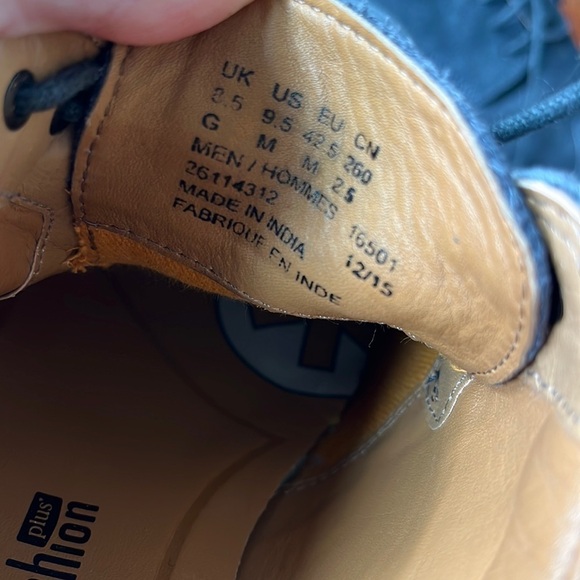 UK US EU CN
8.5 9.5 42.5 260
G M M 2.5
MEN / HOMMES
26114312 16501
MADE IN INDIA 12/15
FABRIQUE EN INDE
plus